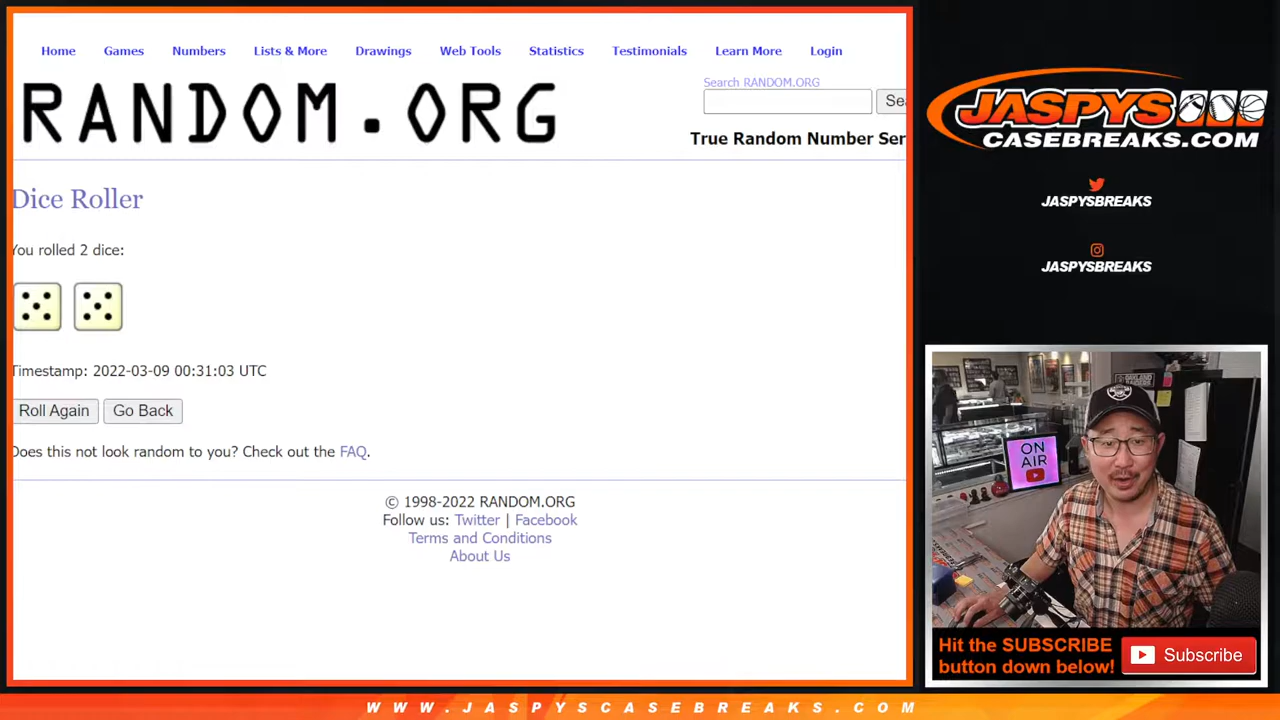 Home Games Numbers Lists & More Drawings Web Tools Statistics Testimonials Learn More Login
RANDOM.ORG
Search RANDOM.ORG
Sea
True Random Number Ser
Dice Roller
You rolled 2 dice:
Timestamp: 2022-03-09 00:31:03 UTC
Roll Again Go Back
Does this not look random to you? Check out the FAQ.
© 1998-2022 RANDOM.ORG
Follow us: Twitter | Facebook
Terms and Conditions
About Us
JASPYS
CASEBREAKS.COM
JASPYSBREAKS
JASPYSBREAKS
ON
AIR
Hit the SUBSCRIBE
button down below!
Subscribe
WWW.JASPYSCASEBREAKS.COM